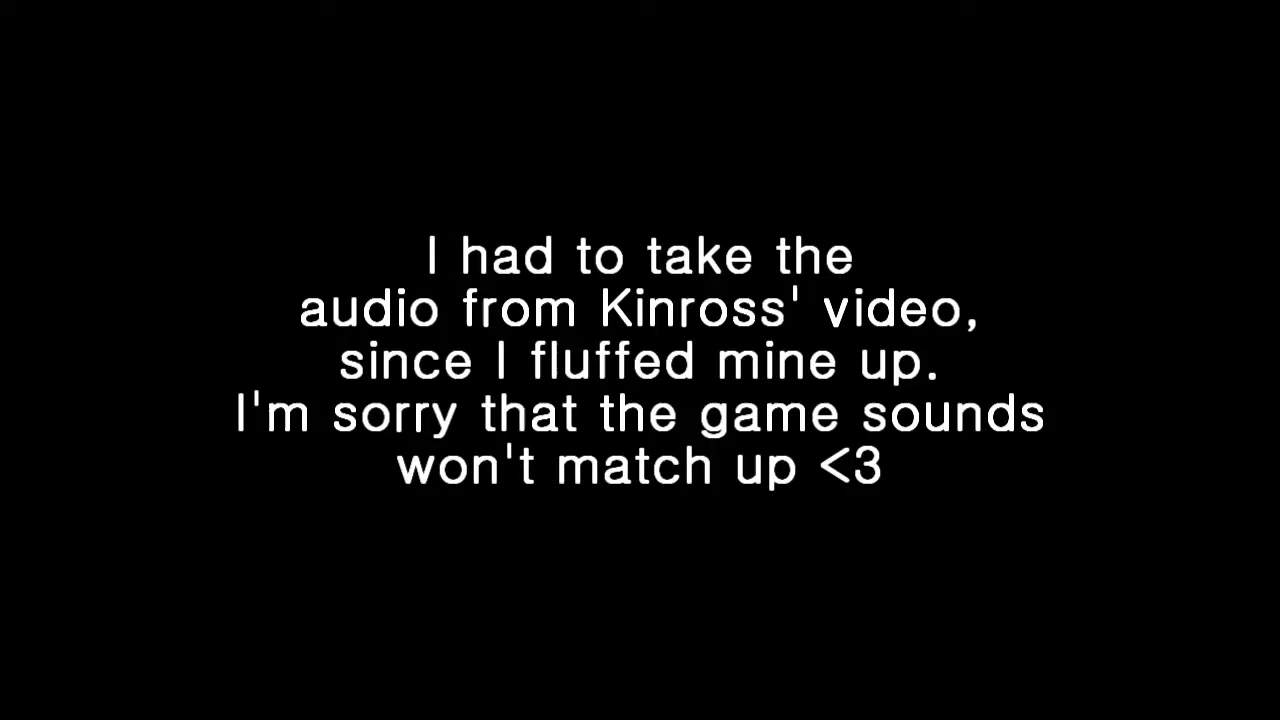 I had to take the
audio from Kinross' video,
since I fluffed mine up.
I'm sorry that the game sounds
won't match up <3